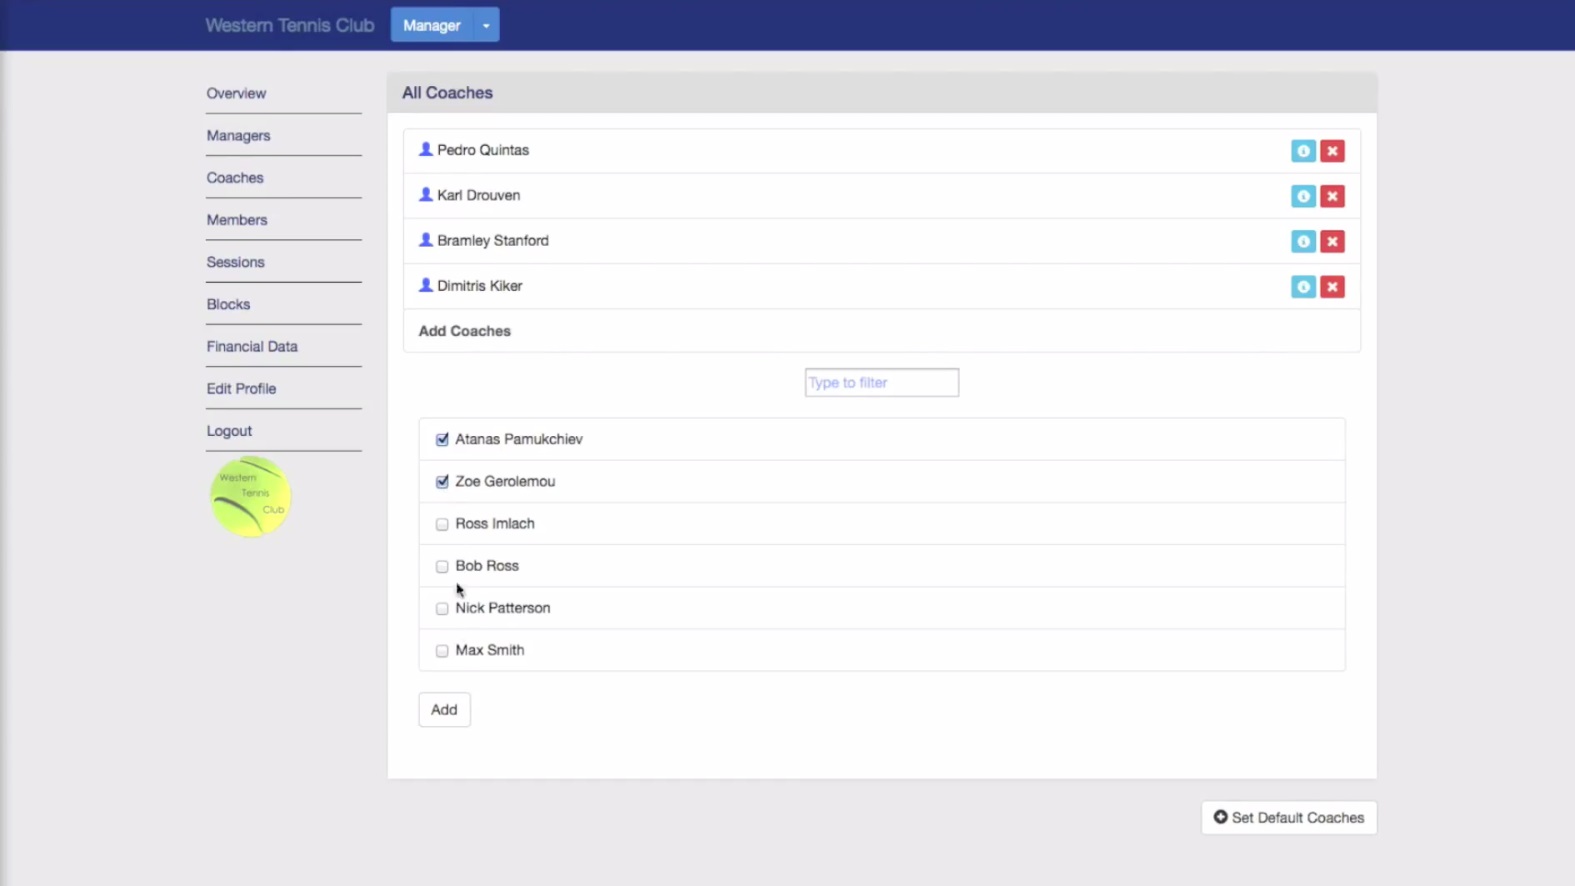 Western Tennis Club
Manager
Overview
Managers
Coaches
Members
Sessions
Blocks
Financial Data
Edit Profile
Logout
Western
Tennis
Club
All Coaches
Pedro Quintas
Karl Drouven
Bramley Stanford
Dimitris Kiker
Add Coaches
Type to filter
Atanas Pamukchiev
Zoe Gerolemou
Ross Imlach
Bob Ross
Nick Patterson
Max Smith
Add
Set Default Coaches